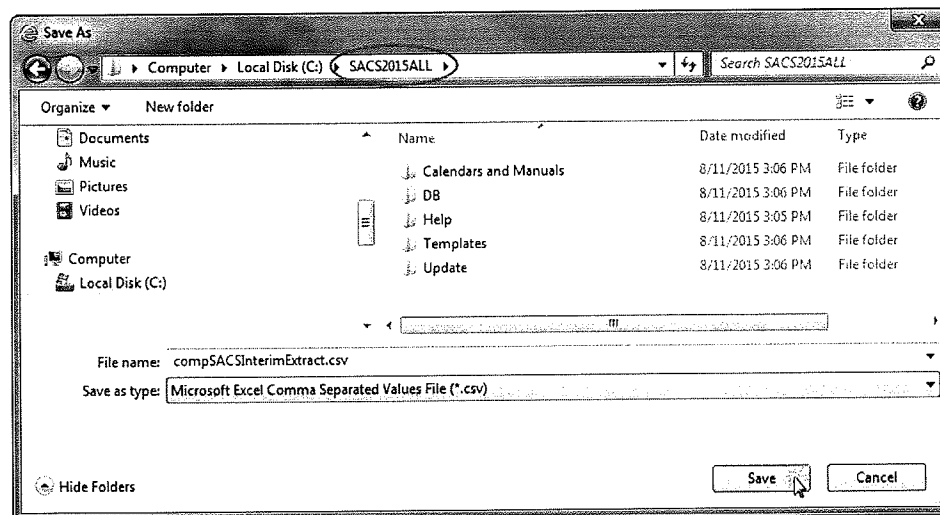 Save As
Computer Local Disk (C:) SACS2015ALL Search SACS2015ALL
Organize New folder
Documents
Music
Pictures
Videos
Computer
Local Disk (C:)
Name Date modified Type
Calendars and Manuals 8/11/2015 3:06 PM File folder
DB 8/11/2015 3:06 PM File folder
Help 8/11/2015 3:05 PM File folder
Templates 8/11/2015 3:06 PM File folder
Update 8/11/2015 3:06 PM File folder
File name: compSACSInterimExtract.csv
Save as type: Microsoft Excel Comma Separated Values File (*.csv)
Hide Folders Save Cancel